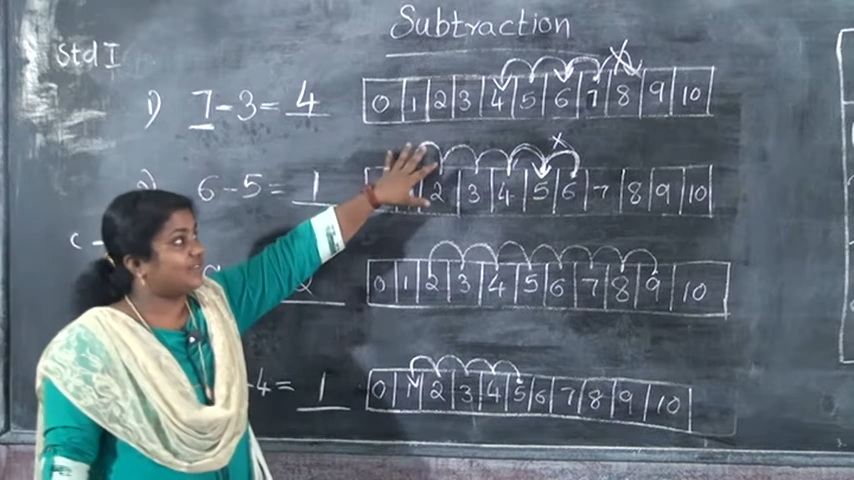 Subtraction
Std I
1) 7-3= 4
0 1 2 3 4 5 6 7 8 9 10
2) 6-5= 1
2 3 4 5 6 7 8 9 10
2
0 1 2 3 4 5 6 7 8 9 10
-4= 1
0 1 2 3 4 5 6 7 8 9 10